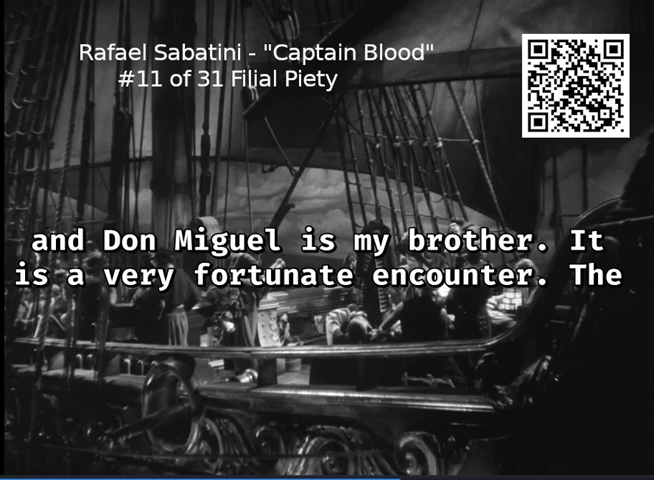 Rafael Sabatini - "Captain Blood"
#11 of 31 Filial Piety
and Don Miguel is my brother. It
is a very fortunate encounter. The